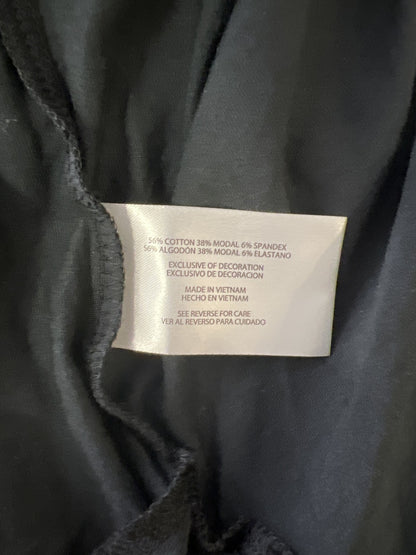 56% COTTON 38% MODAL 6% SPANDEX
56% ALGODÓN 38% MODAL 6% ELASTANO
EXCLUSIVE OF DECORATION
EXCLUSIVO DE DECORACION
MADE IN VIETNAM
HECHO EN VIETNAM
SEE REVERSE FOR CARE
VER AL REVERSO PARA CUIDADO